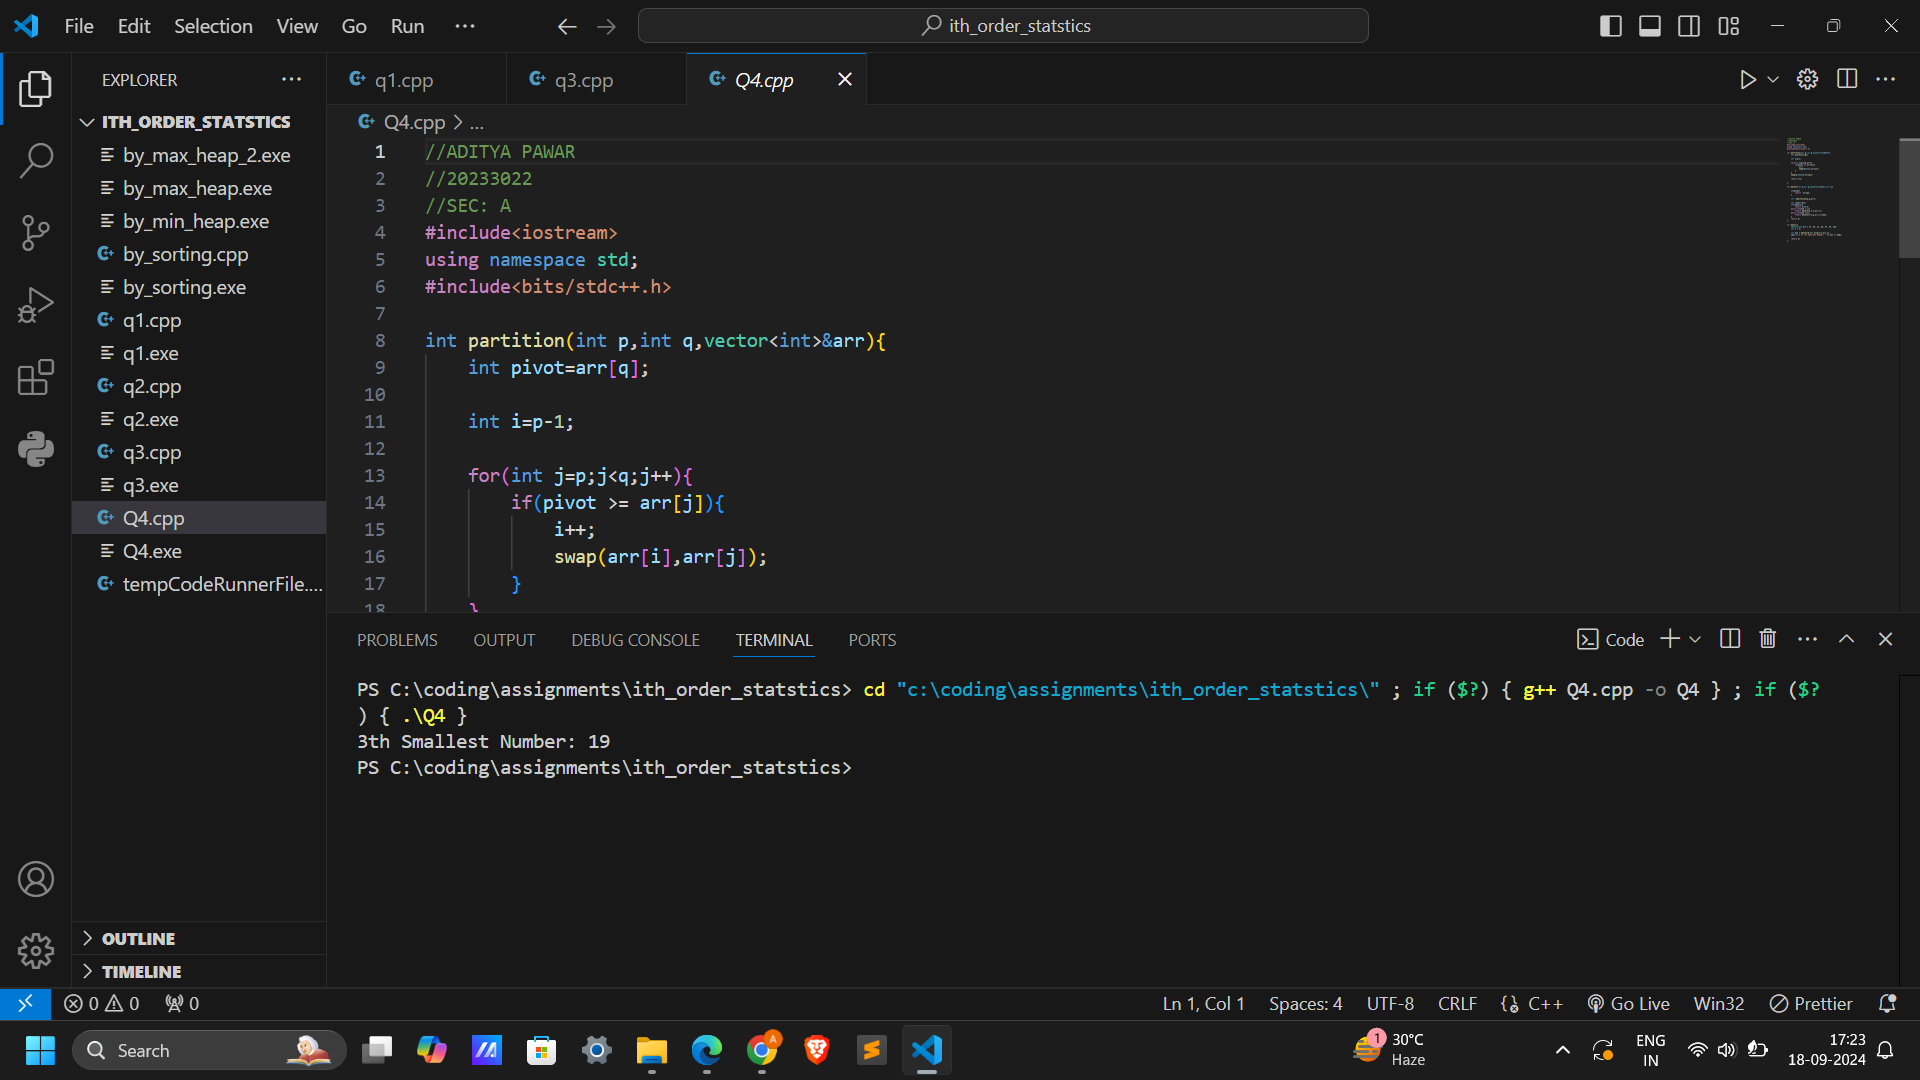 File Edit Selection View Go Run ith_order_statstics
EXPLORER
ITH_ORDER_STATSTICS
by_max_heap_2.exe
by_max_heap.exe
by_min_heap.exe
by_sorting.cpp
by_sorting.exe
q1.cpp
q1.exe
q2.cpp
q2.exe
q3.cpp
q3.exe
Q4.cpp
Q4.exe
tempCodeRunnerFile....
OUTLINE
TIMELINE
q1.cpp q3.cpp Q4.cpp
Q4.cpp > ...
1 //ADITYA PAWAR
2 //20233022
3 //SEC: A
4 #include<iostream>
5 using namespace std;
6 #include<bits/stdc++.h>
7
8 int partition(int p,int q,vector<int>&arr){
9 int pivot=arr[q];
10
11 int i=p-1;
12
13 for(int j=p;j<q;j++){
14 if(pivot >= arr[j]){
15 i++;
16 swap(arr[i],arr[j]);
17 }
18 }
PROBLEMS OUTPUT DEBUG CONSOLE TERMINAL PORTS Code
PS C:\coding\assignments\ith_order_statstics> cd "c:\coding\assignments\ith_order_statstics\" ; if ($?) { g++ Q4.cpp -o Q4 } ; if ($?
) { .\Q4 }
3th Smallest Number: 19
PS C:\coding\assignments\ith_order_statstics>
0 0 0 Ln 1, Col 1 Spaces: 4 UTF-8 CRLF {} C++ Go Live Win32 Prettier
Search
1 30°C
Haze
ENG
IN
17:23
18-09-2024